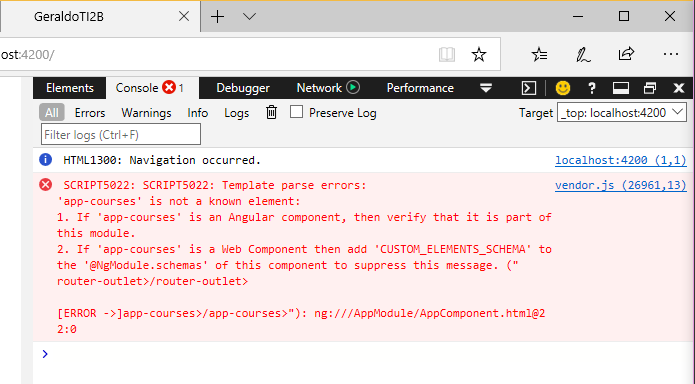 GeraldoTI2B
ost:4200/
Elements Console 1 Debugger Network Performance ?
All Errors Warnings Info Logs Preserve Log Target _top: localhost:4200
Filter logs (Ctrl+F)
HTML1300: Navigation occurred. localhost:4200 (1,1)
SCRIPT5022: SCRIPT5022: Template parse errors: vendor.js (26961,13)
'app-courses' is not a known element:
1. If 'app-courses' is an Angular component, then verify that it is part of
this module.
2. If 'app-courses' is a Web Component then add 'CUSTOM_ELEMENTS_SCHEMA' to
the '@NgModule.schemas' of this component to suppress this message. ("
router-outlet>/router-outlet>
[ERROR ->]app-courses>/app-courses>"): ng:///AppModule/AppComponent.html@2
2:0